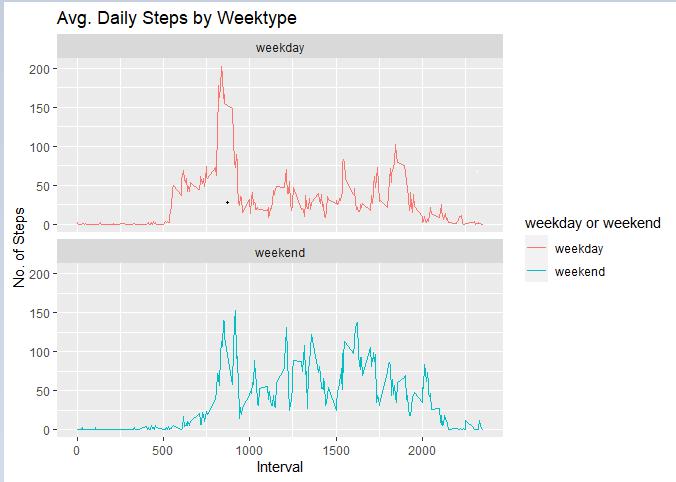 Avg. Daily Steps by Weektype
weekday
200
150
100
50
0
weekend
200
150
100
50
0
0 500 1000 1500 2000
Interval
No. of Steps
weekday or weekend
weekday
weekend